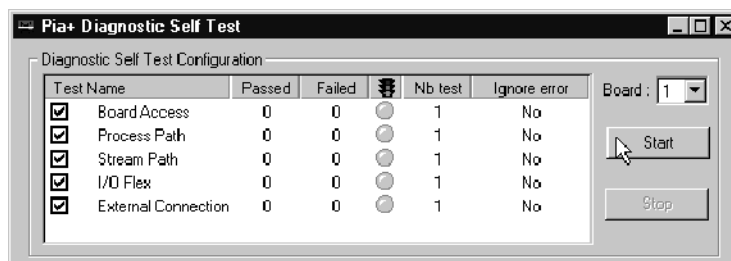 Pia+ Diagnostic Self Test
Diagnostic Self Test Configuration
Test Name Passed Failed Nb test Ignore error
Board Access 0 0 1 No
Process Path 0 0 1 No
Stream Path 0 0 1 No
I/O Flex 0 0 1 No
External Connection 0 0 1 No
Board : 1
Start
Stop